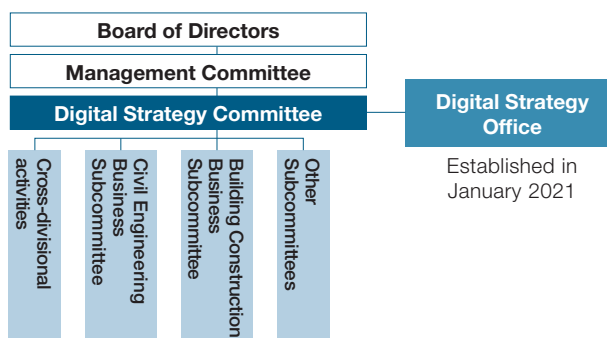 Board of Directors
Management Committee
Digital Strategy Committee
Digital Strategy
Office
Established in
January 2021
Cross-divisional
activities
Civil Engineering
Business
Subcommittee
Building Construction
Business
Subcommittee
Other
Subcommittees